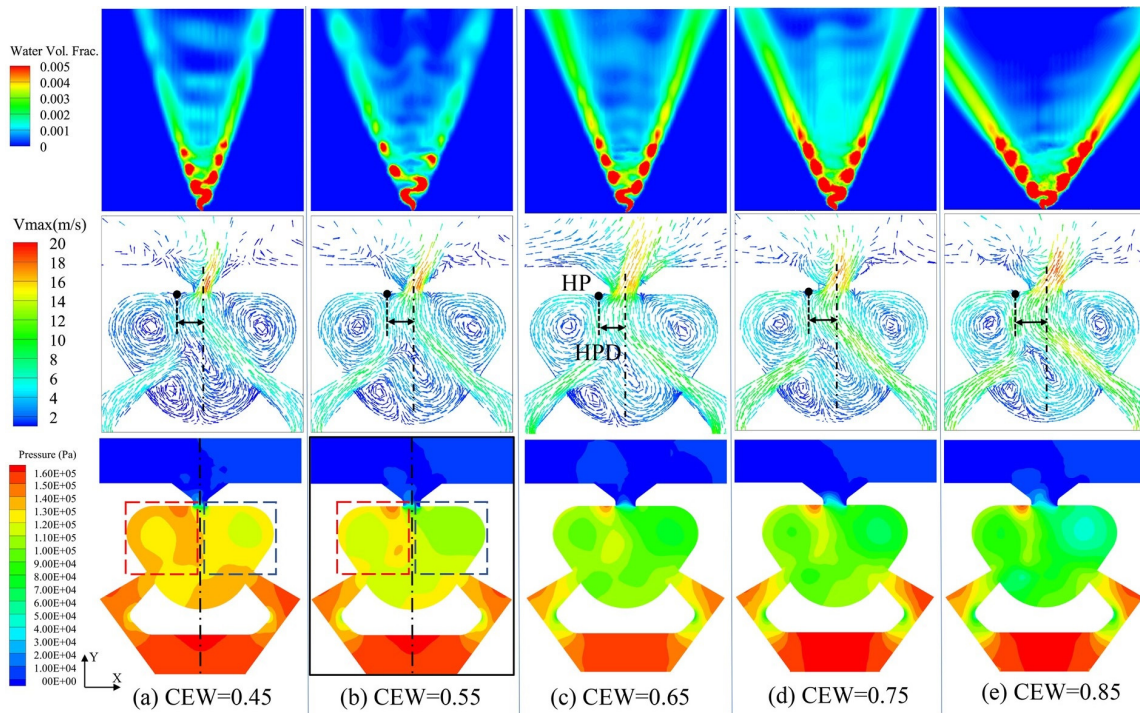 Water Vol. Frac.
0.005
0.004
0.003
0.002
0.001
0
Vmax(m/s)
20
18
16
14
12
10
8
6
4
2
HP
HPD
Pressure (Pa)
1.60E+05
1.50E+05
1.40E+05
1.30E+05
1.20E+05
1.10E+05
1.00E+05
9.00E+04
8.00E+04
7.00E+04
6.00E+04
5.00E+04
4.00E+04
3.00E+04
2.00E+04
1.00E+04
00E+00
Y
X
(a) CEW=0.45
(b) CEW=0.55
(c) CEW=0.65
(d) CEW=0.75
(e) CEW=0.85